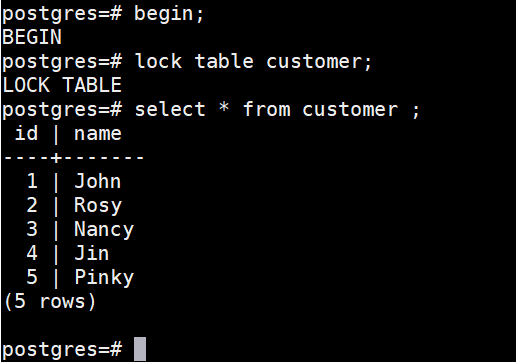 postgres=# begin;
BEGIN
postgres=# lock table customer;
LOCK TABLE
postgres=# select * from customer ;
 id | name
----+-------
  1 | John
  2 | Rosy
  3 | Nancy
  4 | Jin
  5 | Pinky
(5 rows)

postgres=#